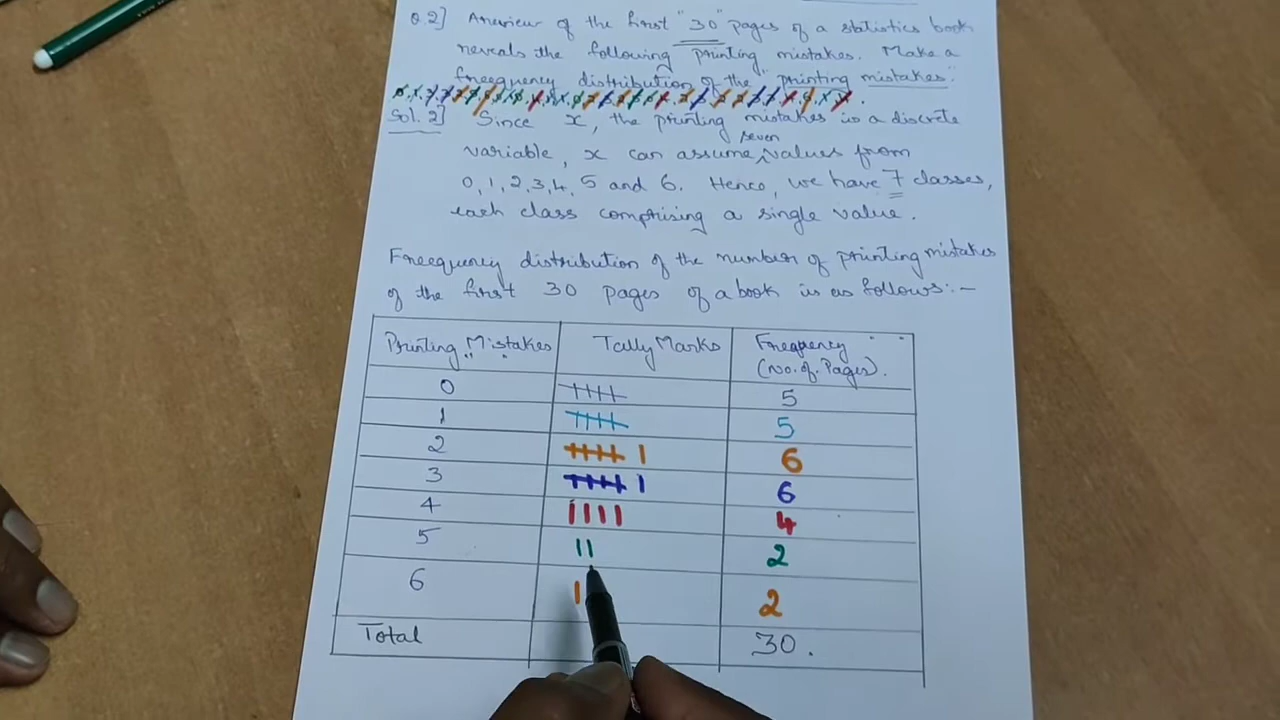 Q.2] A review of the first "30" pages of a statistics book
reveals the following printing mistakes. Make a
freequency distribution of the "printing mistakes".
Sol.2] Since x, the printing mistakes is a discrete
variable, x can assume seven values from
0, 1, 2, 3, 4, 5 and 6. Hence, we have 7 classes,
each class comprising a single value.
Freequency distribution of the number of printing mistakes
of the first 30 pages of a book is as follows:-
Printing Mistakes Tally Marks Frequency (No. of Pages).
0 5
1 5
2 6
3 6
4 4
5 2
6 2
Total 30.